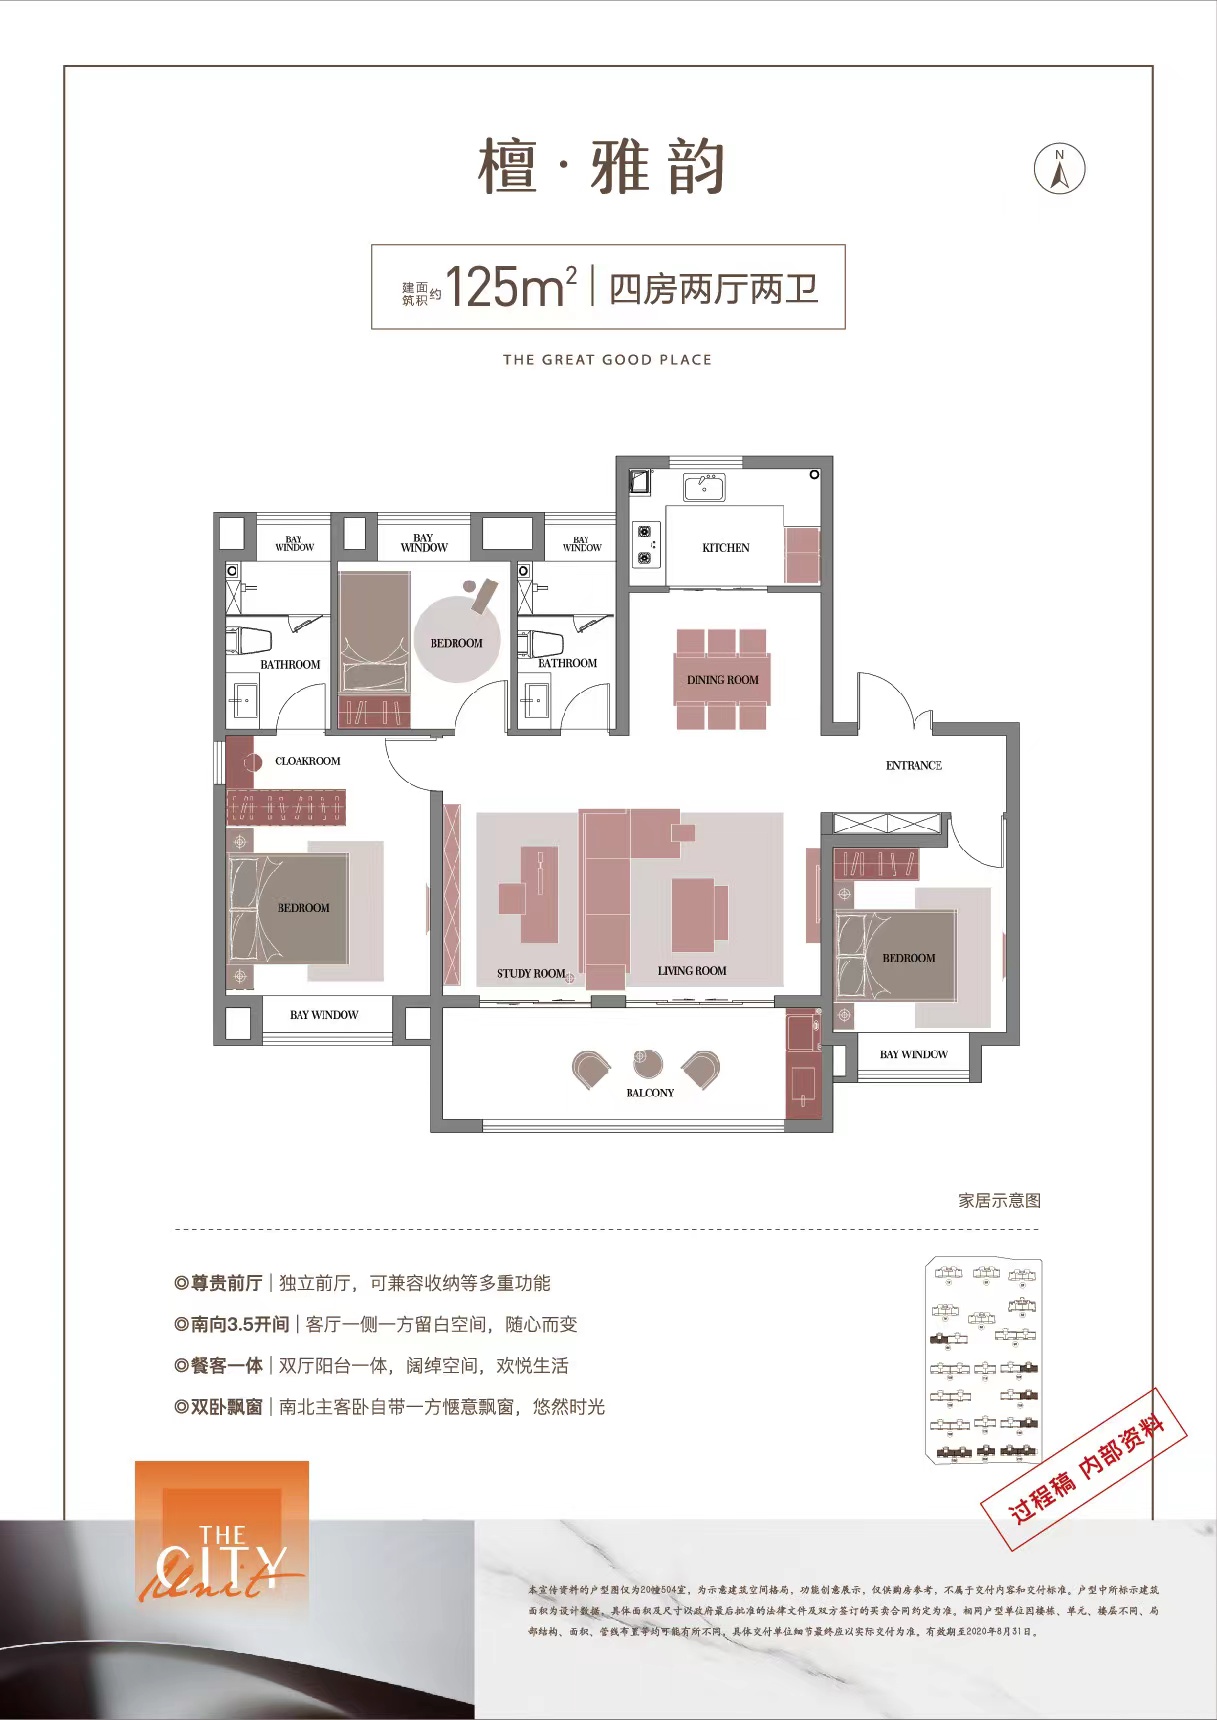 檀·雅韵
N
建筑面积约125m²|四房两厅两卫
THE GREAT GOOD PLACE
BAY WINDOW
BAY WINDOW
BAY WINDOW
KITCHEN
BEDROOM
BATHROOM
BATHROOM
DINING ROOM
CLOAKROOM
ENTRANCE
BEDROOM
STUDY ROOM
LIVING ROOM
BEDROOM
BAY WINDOW
BAY WINDOW
BALCONY
家居示意图
◎尊贵前厅|独立前厅，可兼容收纳等多重功能
◎南向3.5开间|客厅一侧一方留白空间，随心而变
◎餐客一体|双厅阳台一体，阔绰空间，欢悦生活
◎双卧飘窗|南北主客卧自带一方惬意飘窗，悠然时光
过程稿 内部资料
THE
CITY
Unit
本宣传资料的户型图仅为20幢504室，为示意建筑空间格局，功能创意展示，仅供购房参考，不属于交付内容和交付标准。户型中所标示建筑
面积为设计数据，具体面积及尺寸以政府最后批准的法律文件及双方签订的买卖合同约定为准。相同户型单位因楼栋、单元、楼层不同、局
部结构、面积、管线布置等均可能有所不同，具体交付单位细节最终应以实际交付为准。有效期至2020年8月31日。